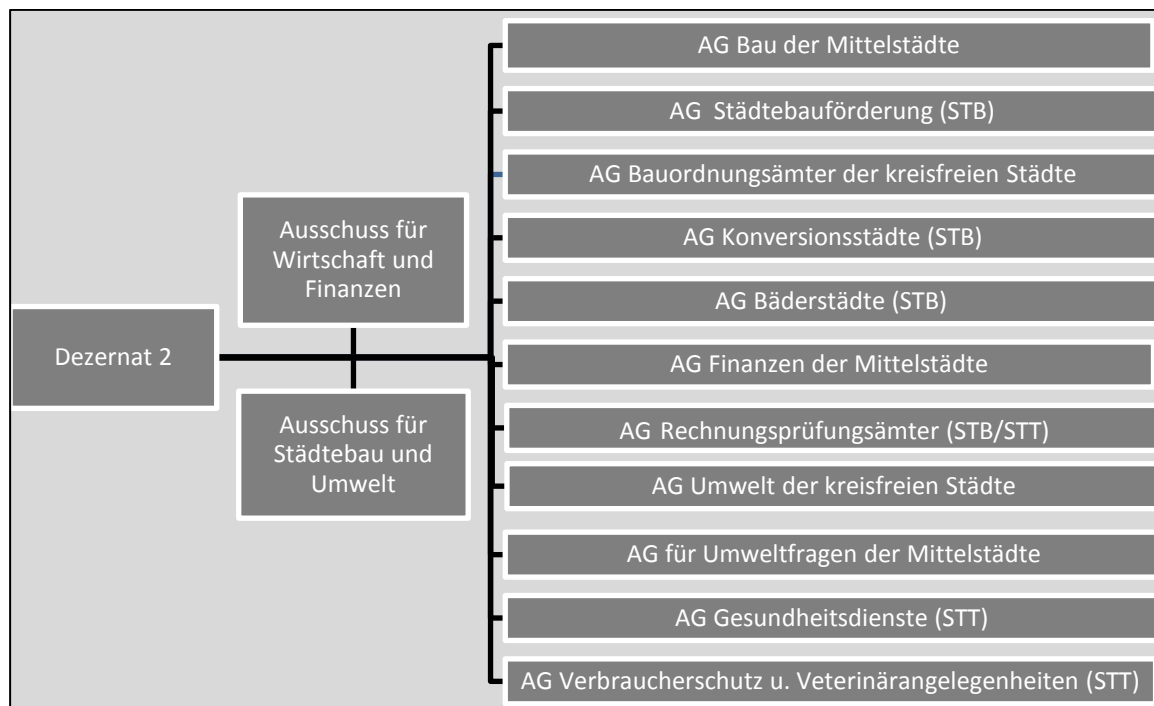 Dezernat 2
Ausschuss für
Wirtschaft und
Finanzen
Ausschuss für
Städtebau und
Umwelt
AG Bau der Mittelstädte
AG Städtebauförderung (STB)
AG Bauordnungsämter der kreisfreien Städte
AG Konversionsstädte (STB)
AG Bäderstädte (STB)
AG Finanzen der Mittelstädte
AG Rechnungsprüfungsämter (STB/STT)
AG Umwelt der kreisfreien Städte
AG für Umweltfragen der Mittelstädte
AG Gesundheitsdienste (STT)
AG Verbraucherschutz u. Veterinärangelegenheiten (STT)